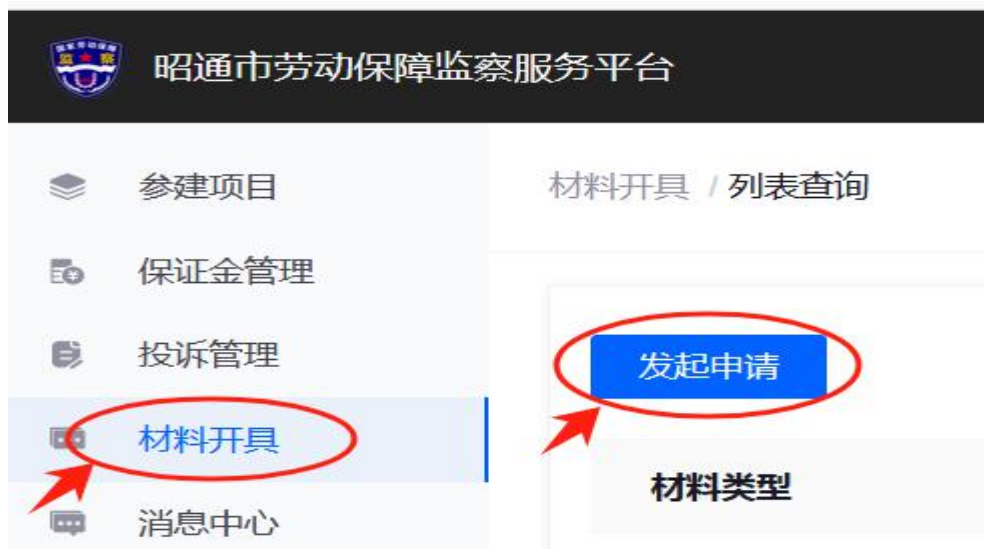 昭通市劳动保障监察服务平台
参建项目
保证金管理
投诉管理
材料开具
消息中心
材料开具 / 列表查询
发起申请
材料类型